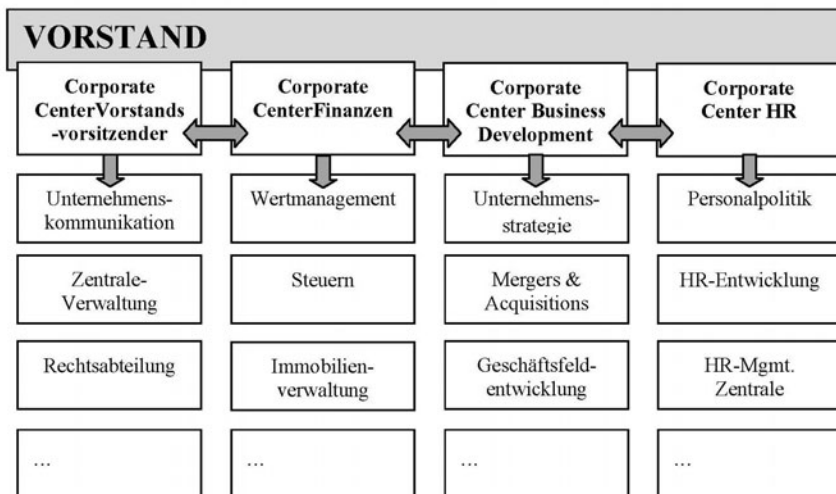 VORSTAND
Corporate
CenterVorstands
-vorsitzender
Corporate
CenterFinanzen
Corporate
Center Business
Development
Corporate
Center HR
Unternehmens-
kommunikation
Wertmanagement
Unternehmens-
strategie
Personalpolitik
Zentrale-
Verwaltung
Steuern
Mergers &
Acquisitions
HR-Entwicklung
Rechtsabteilung
Immobilien-
verwaltung
Geschäftsfeld-
entwicklung
HR-Mgmt.
Zentrale
...
...
...
...